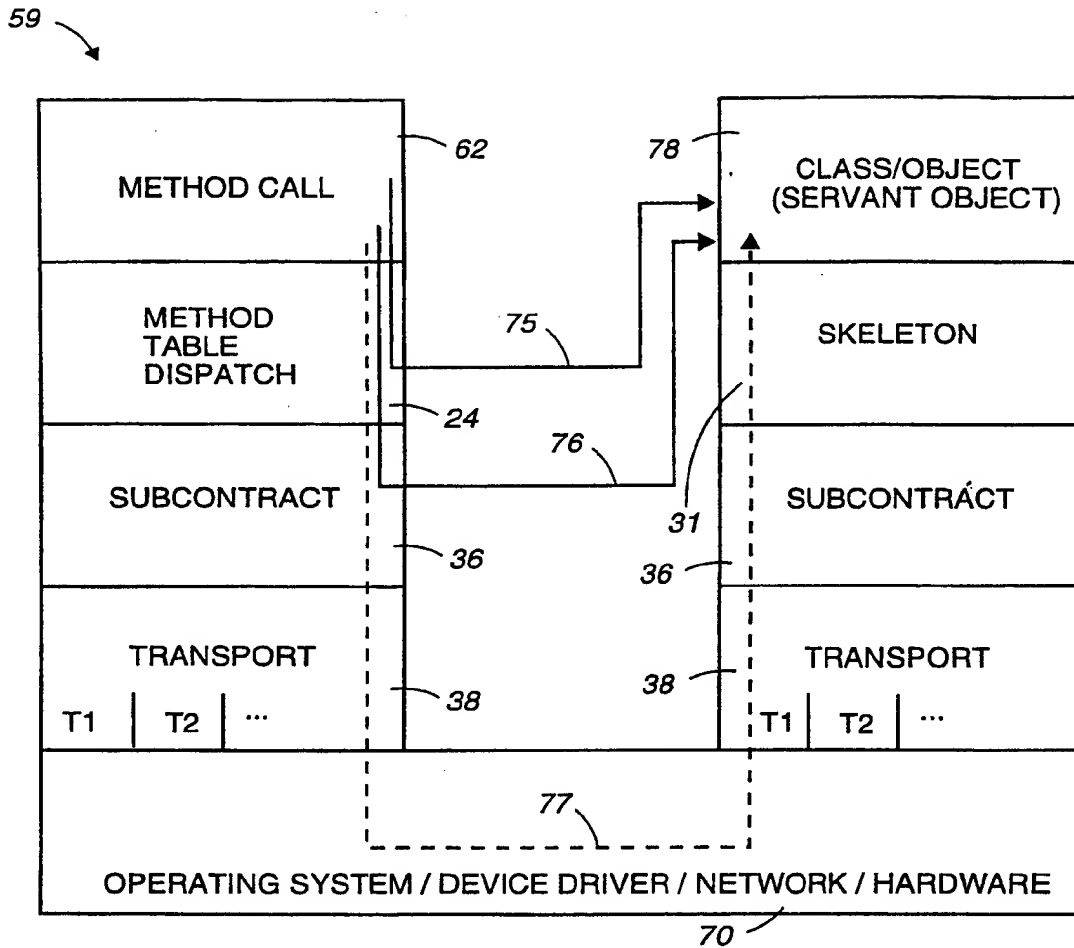 59
62
METHOD CALL
78
CLASS/OBJECT
(SERVANT OBJECT)
METHOD
TABLE
DISPATCH
24
75
SKELETON
31
SUBCONTRACT
36
76
SUBCONTRACT
36
TRANSPORT
38
T1 T2 ...
38
TRANSPORT
T1 T2 ...
77
OPERATING SYSTEM / DEVICE DRIVER / NETWORK / HARDWARE
70